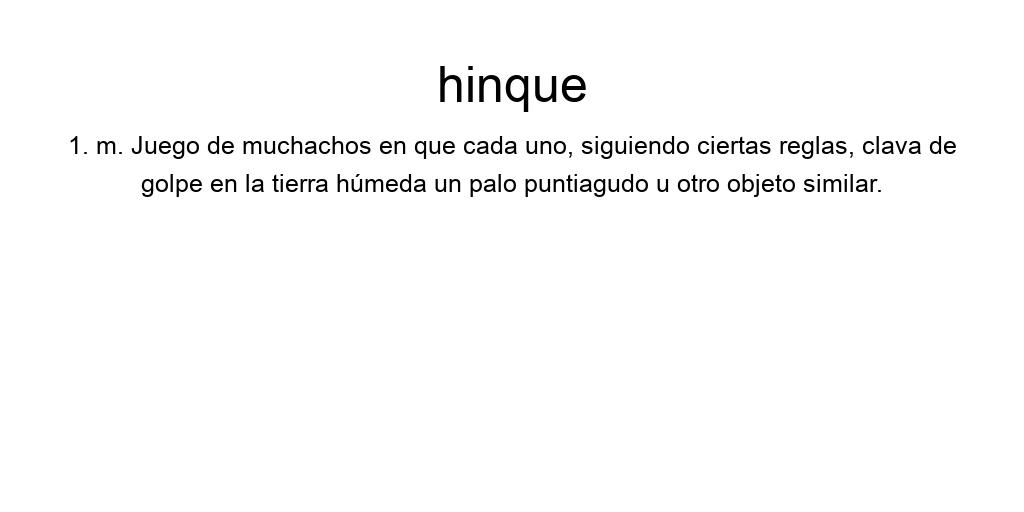 hinque
1. m. Juego de muchachos en que cada uno, siguiendo ciertas reglas, clava de
golpe en la tierra húmeda un palo puntiagudo u otro objeto similar.